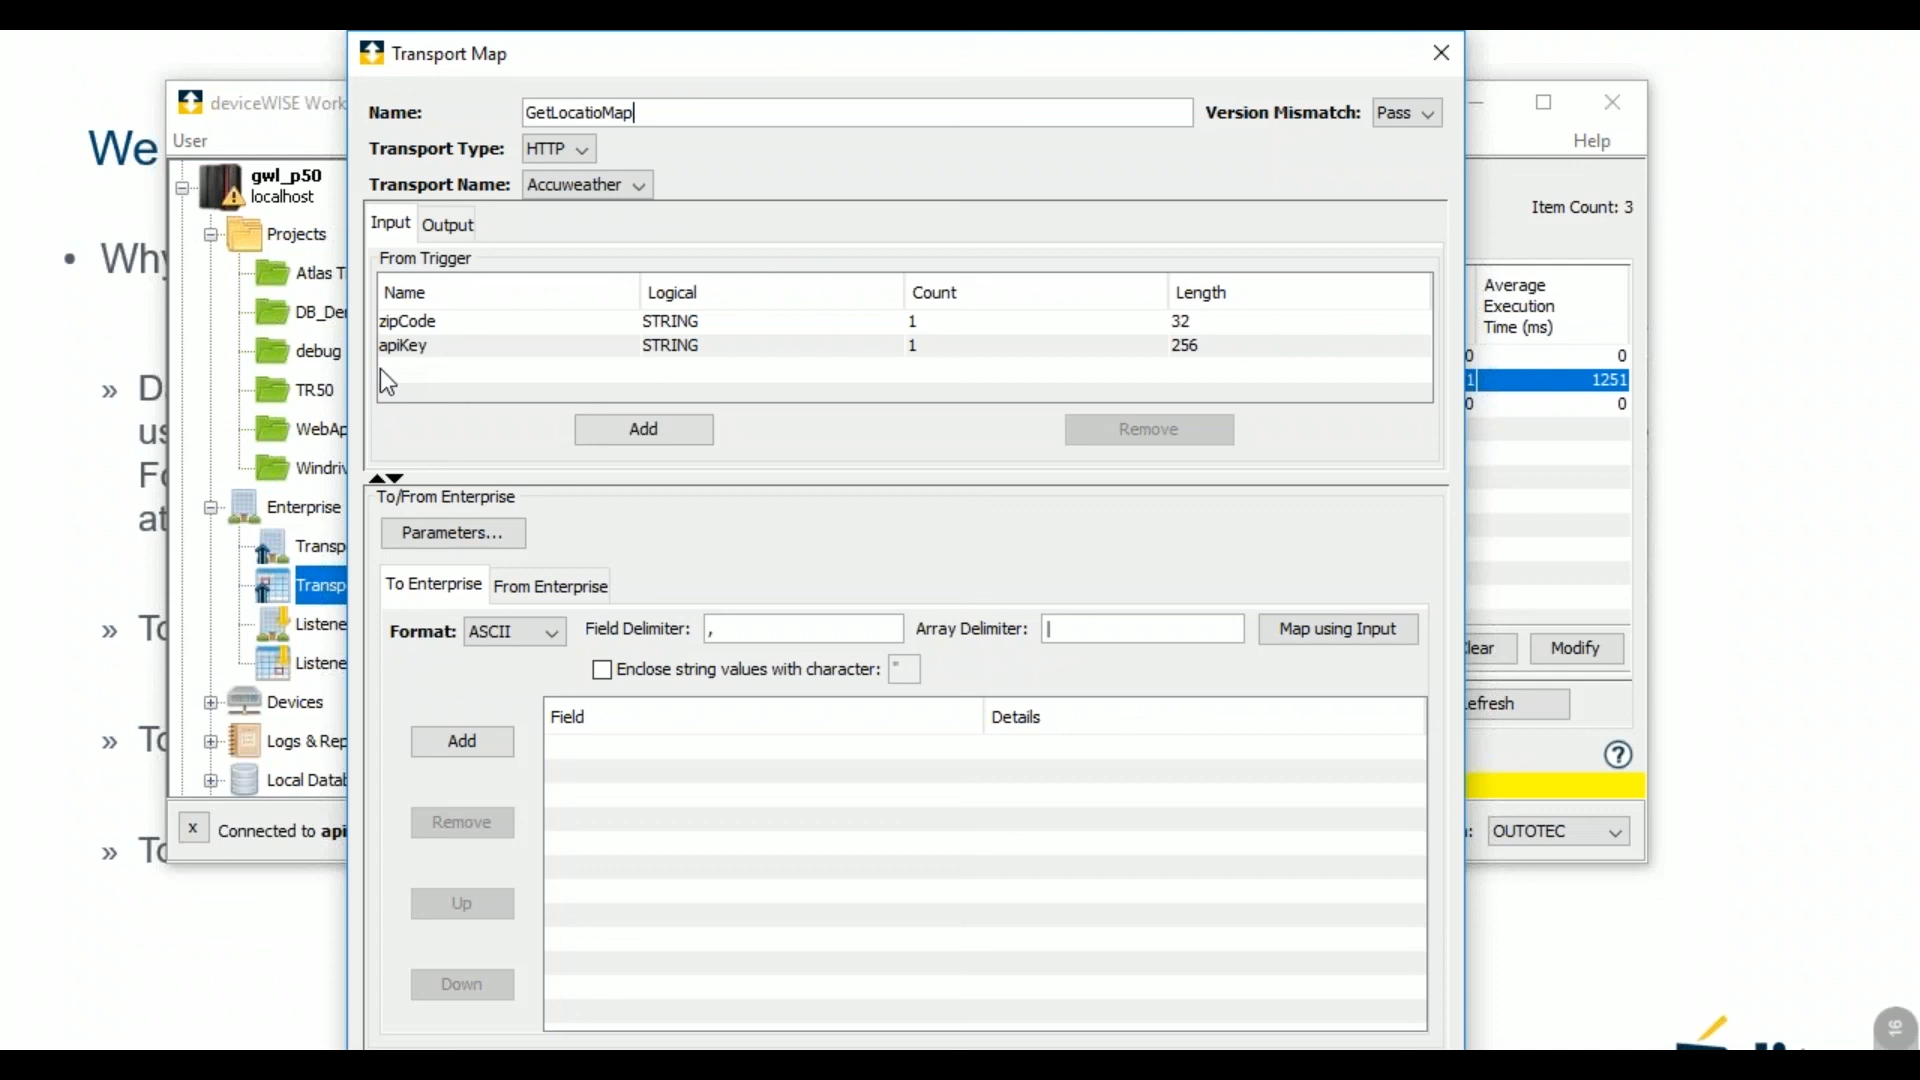 Transport Map
Name: GetLocatioMap Version Mismatch: Pass
Transport Type: HTTP
Transport Name: Accuweather
Input Output
From Trigger
Name Logical Count Length
zipCode STRING 1 32
apiKey STRING 1 256
Add Remove
To/From Enterprise
Parameters...
To Enterprise From Enterprise
Format: ASCII Field Delimiter: , Array Delimiter: | Map using Input
Enclose string values with character: "
Field Details
Add
Remove
Up
Down
deviceWISE Work
User
Help
gwl_p50
localhost
Projects
Atlas T
DB_De
debug
TR50
WebAp
Windriv
Enterprise
Transp
Transp
Listene
Listene
Devices
Logs & Rep
Local Datab
x Connected to api
Item Count: 3
Average
Execution
Time (ms)
0 0
1 1251
0 0
lear Modify
efresh
?
: OUTOTEC
We
• Why
» D
us
Fo
at
» To
» To
» To
16